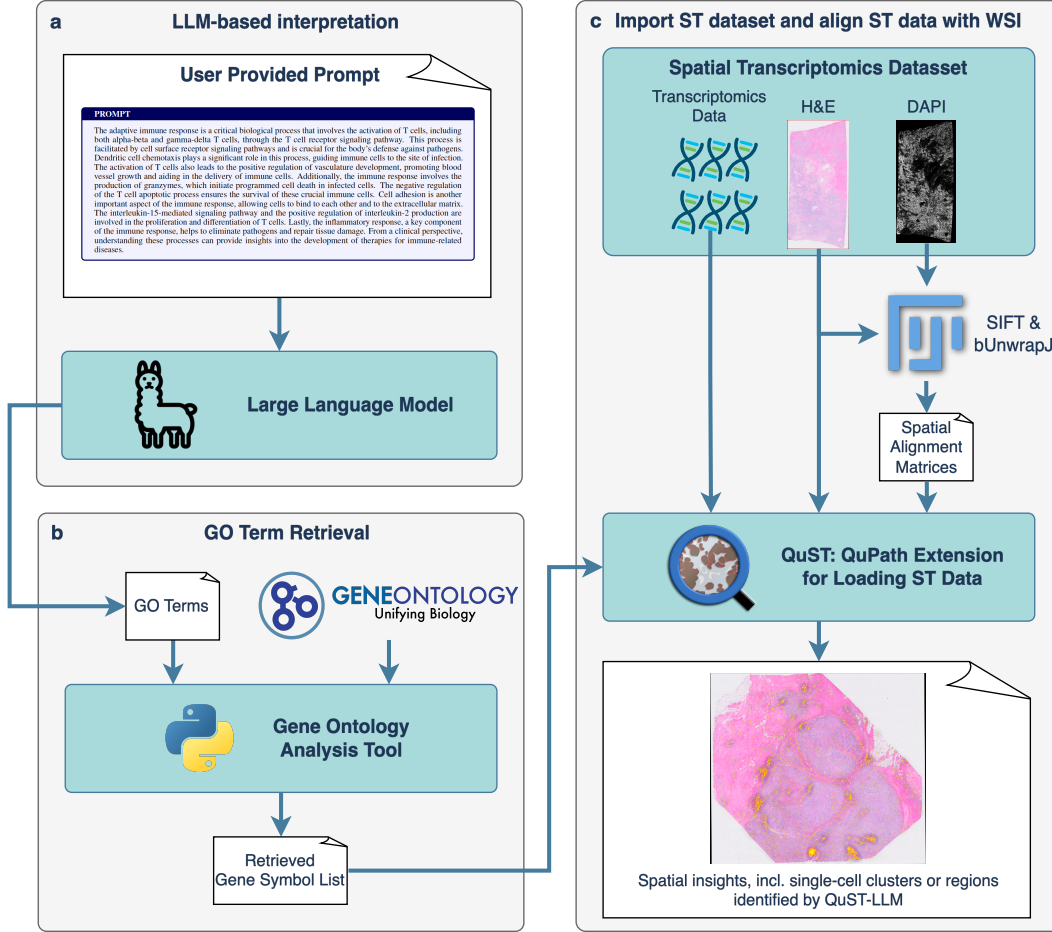 a LLM-based interpretation
User Provided Prompt
PROMPT
The adaptive immune response is a critical biological process that involves the activation of T cells, including
both alpha-beta and gamma-delta T cells, through the T cell receptor signaling pathway. This process is
facilitated by cell surface receptor signaling pathways and is crucial for the body's defense against pathogens.
Dendritic cell chemotaxis plays a significant role in this process, guiding immune cells to the site of infection.
The activation of T cells also leads to the positive regulation of vasculature development, promoting blood
vessel growth and aiding in the delivery of immune cells. Additionally, the immune response involves the
production of granzymes, which initiate programmed cell death in infected cells. The negative regulation
of the T cell apoptotic process ensures the survival of these crucial immune cells. Cell adhesion is another
important aspect of the immune response, allowing cells to bind to each other and to the extracellular matrix.
The interleukin-15-mediated signaling pathway and the positive regulation of interleukin-2 production are
involved in the proliferation and differentiation of T cells. Lastly, the inflammatory response, a key component
of the immune response, helps to eliminate pathogens and repair tissue damage. From a clinical perspective,
understanding these processes can provide insights into the development of therapies for immune-related
diseases.
Large Language Model
b GO Term Retrieval
GO Terms
GENEONTOLOGY
Unifying Biology
Gene Ontology
Analysis Tool
Retrieved
Gene Symbol List
c Import ST dataset and align ST data with WSI
Spatial Transcriptomics Datasset
Transcriptomics
Data
H&E
DAPI
SIFT &
bUnwrapJ
Spatial
Alignment
Matrices
QuST: QuPath Extension
for Loading ST Data
Spatial insights, incl. single-cell clusters or regions
identified by QuST-LLM